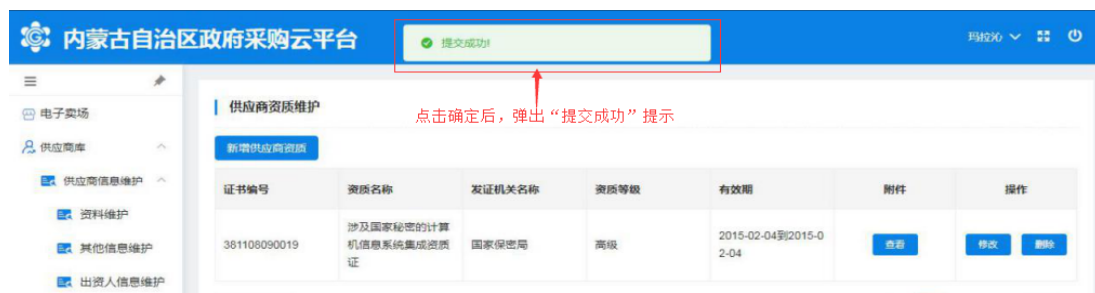 内蒙古自治区政府采购云平台
提交成功!
点击确定后，弹出“提交成功”提示
电子卖场
供应商库
供应商信息维护
资料维护
其他信息维护
出资人信息维护
供应商资质维护
新增供应商资质
证书编号 资质名称 发证机关名称 资质等级 有效期 附件 操作
381108090019 涉及国家秘密的计算机信息系统集成资质证 国家保密局 高级 2015-02-04到2015-02-04 查看 修改 删除